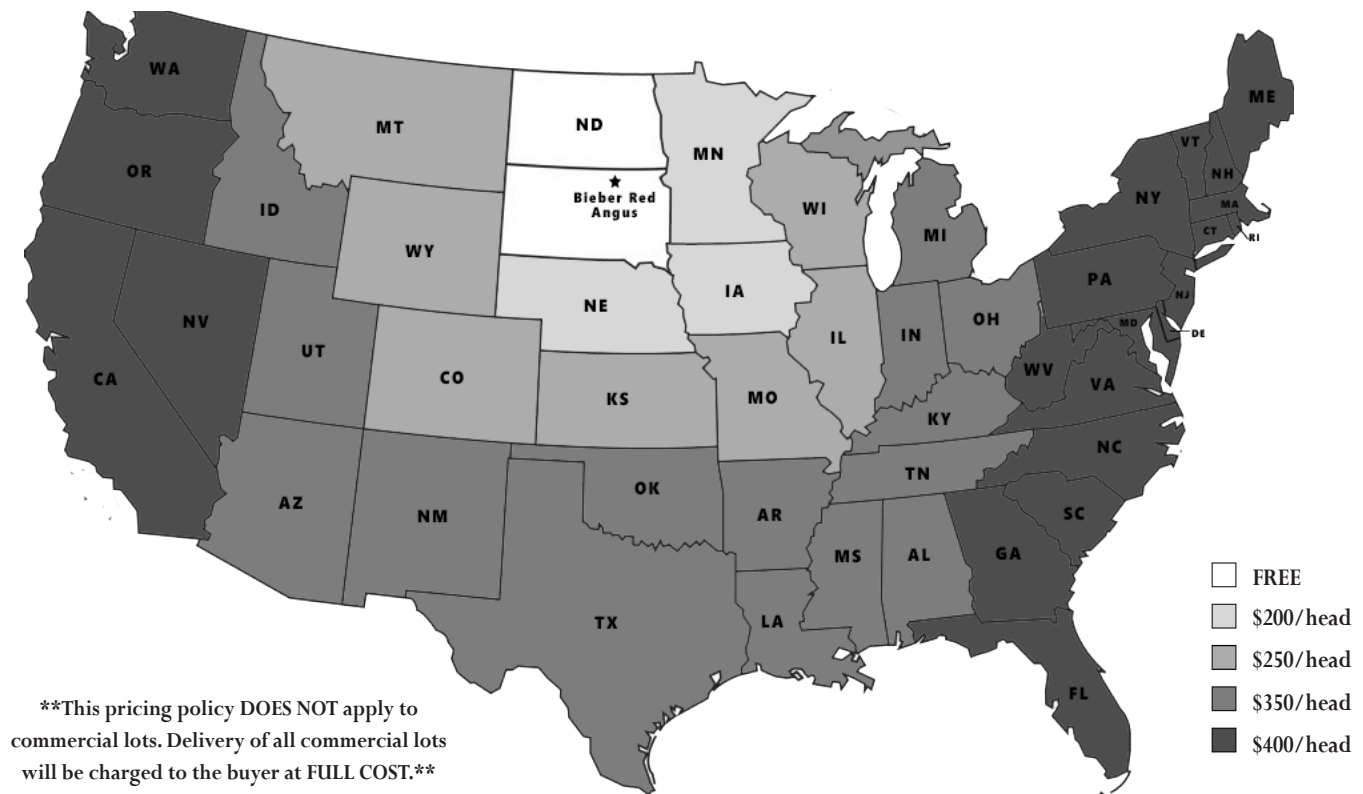 WA
ME
MT
ND
MN
VT
OR
NH
ID
Bieber Red
Angus
WI
NY
MA
MI
CT
RI
WY
IA
PA
NE
NJ
NV
OH
MD
DE
UT
IL
IN
CA
CO
WV
VA
KS
MO
KY
NC
TN
OK
AZ
NM
AR
SC
MS
AL
GA
FREE
TX
LA
$200/head
$250/head
FL
$350/head
$400/head
**This pricing policy DOES NOT apply to
commercial lots. Delivery of all commercial lots
will be charged to the buyer at FULL COST.**